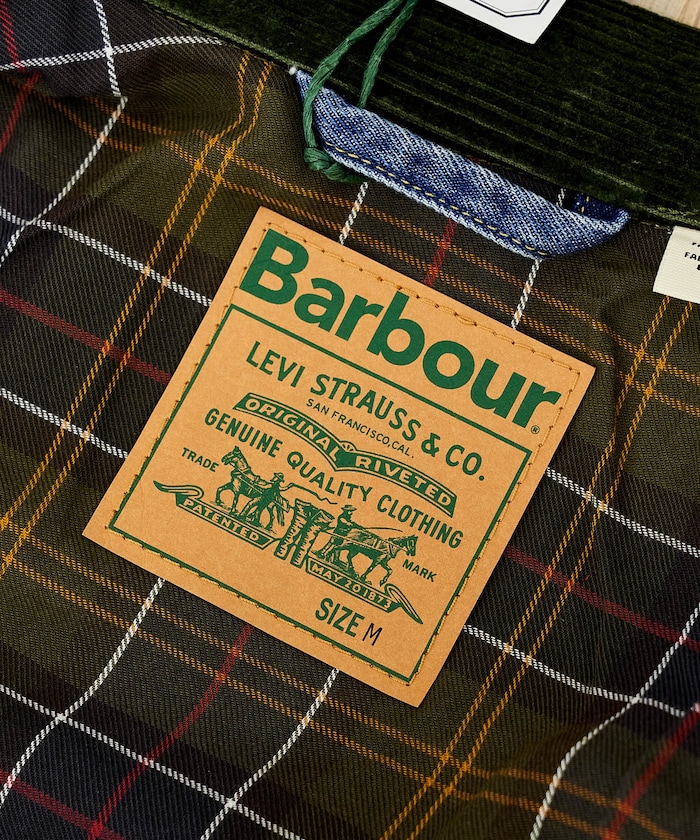 Barbour®
LEVI STRAUSS & CO.
SAN FRANCISCO, CAL.
ORIGINAL RIVETED
GENUINE QUALITY CLOTHING
TRADE MARK
PATENTED MAY 20 1873
SIZE M